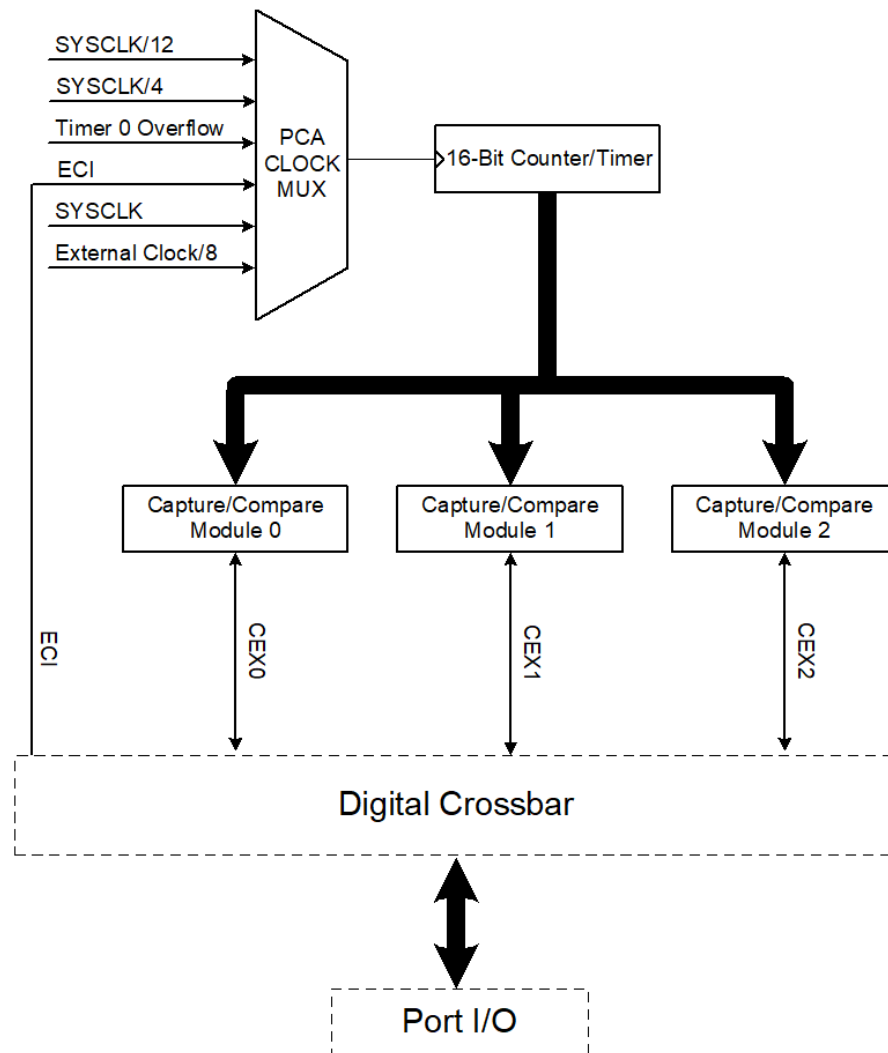 SYSCLK/12
SYSCLK/4
Timer 0 Overflow
ECI
SYSCLK
External Clock/8
PCA
CLOCK
MUX
16-Bit Counter/Timer
Capture/Compare
Module 0
Capture/Compare
Module 1
Capture/Compare
Module 2
ECI
CEX0
CEX1
CEX2
Digital Crossbar
Port I/O